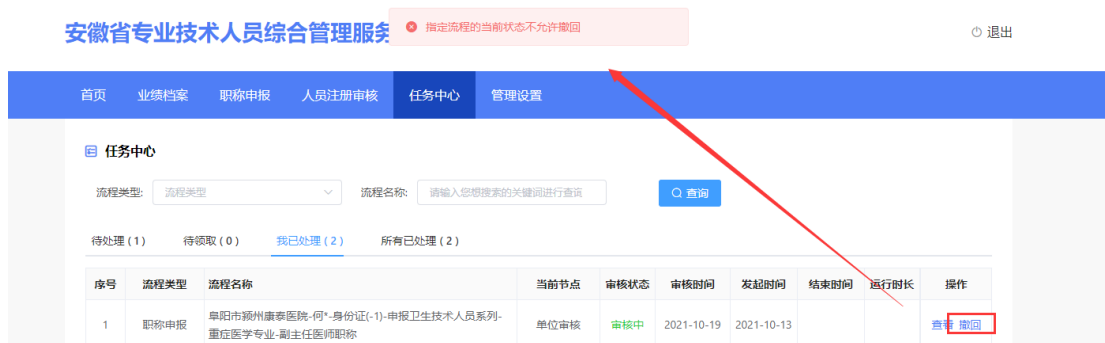 安徽省专业技术人员综合管理服务
指定流程的当前状态不允许撤回
退出
首页 业绩档案 职称申报 人员注册审核 任务中心 管理设置
任务中心
流程类型: 流程类型 流程名称: 请输入您想搜索的关键词进行查询 查询
待处理 ( 1 ) 待领取 ( 0 ) 我已处理 ( 2 ) 所有已处理 ( 2 )
序号 流程类型 流程名称 当前节点 审核状态 审核时间 发起时间 结束时间 运行时长 操作
1 职称申报 阜阳市颍州康泰医院-何*-身份证(-1)-申报卫生技术人员系列- 单位审核 审核中 2021-10-19 2021-10-13 查看 撤回
重症医学专业-副主任医师职称